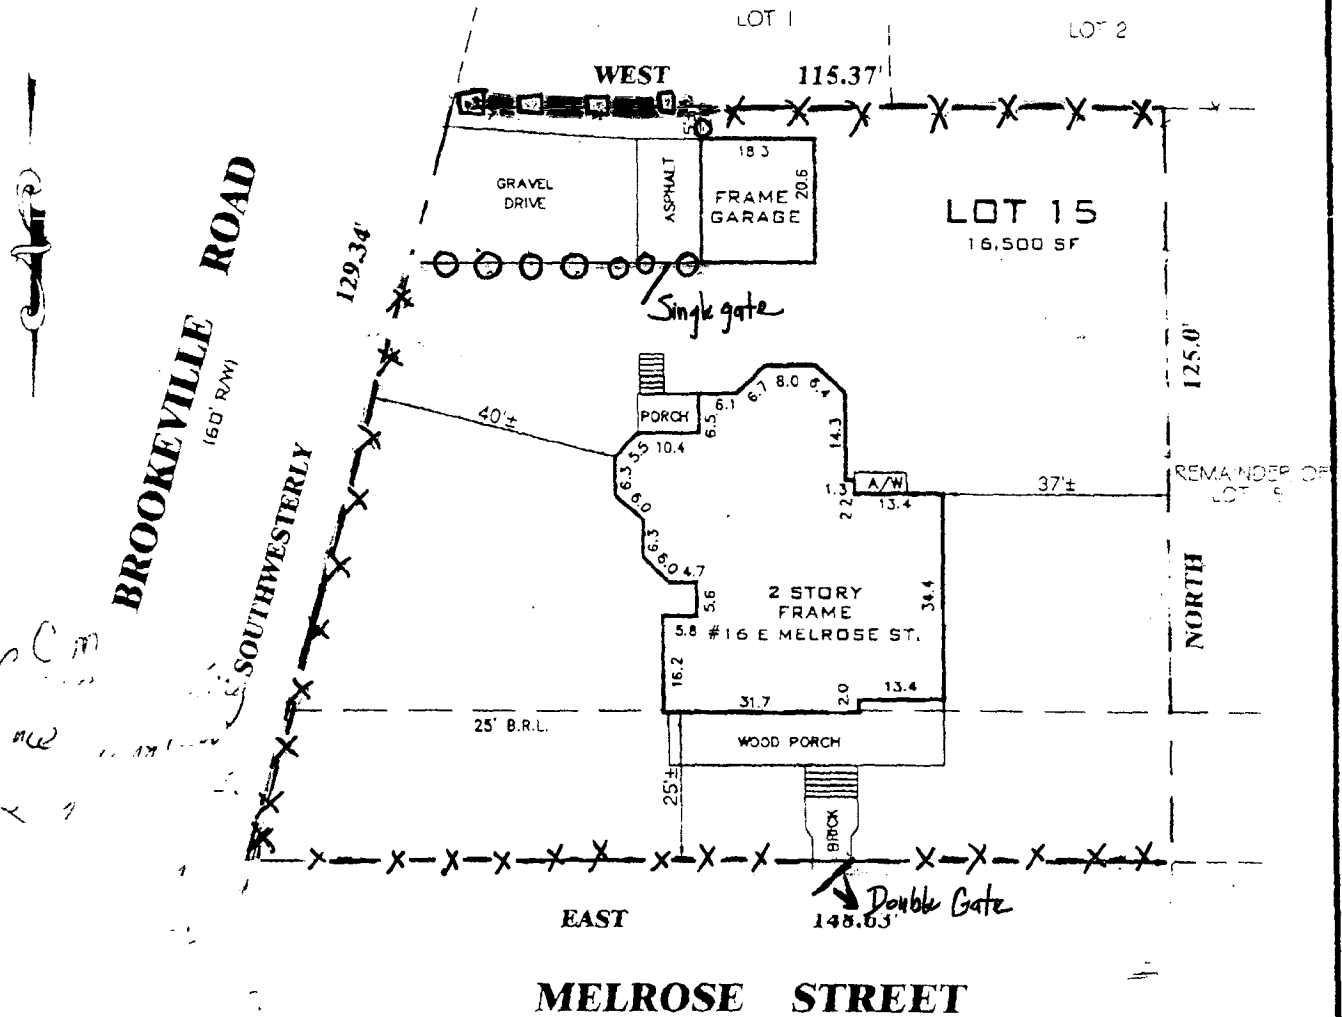 LOT 1
LOT 2
WEST
115.37'
18.3
20.6
FRAME
GARAGE
ASPHALT
GRAVEL
DRIVE
LOT 15
16,500 SF
129.34'
BROOKEVILLE ROAD
(60' R/W)
SOUTHWESTERLY
Single gate
125.0'
NORTH
REMAINDER OF
40'±
PORCH
10.4
6.5
6.1
6.7
8.0
6.4
14.3
1.3
2.2
A/W
13.4
37'±
5.5
6.3
6.0
6.3
6.0
4.7
5.6
5.8
16.2
2 STORY
FRAME
#16 E MELROSE ST.
34.4
31.7
2.0
13.4
25' B.R.L.
WOOD PORCH
25'±
BRICK
Double Gate
EAST
148.63'
MELROSE STREET